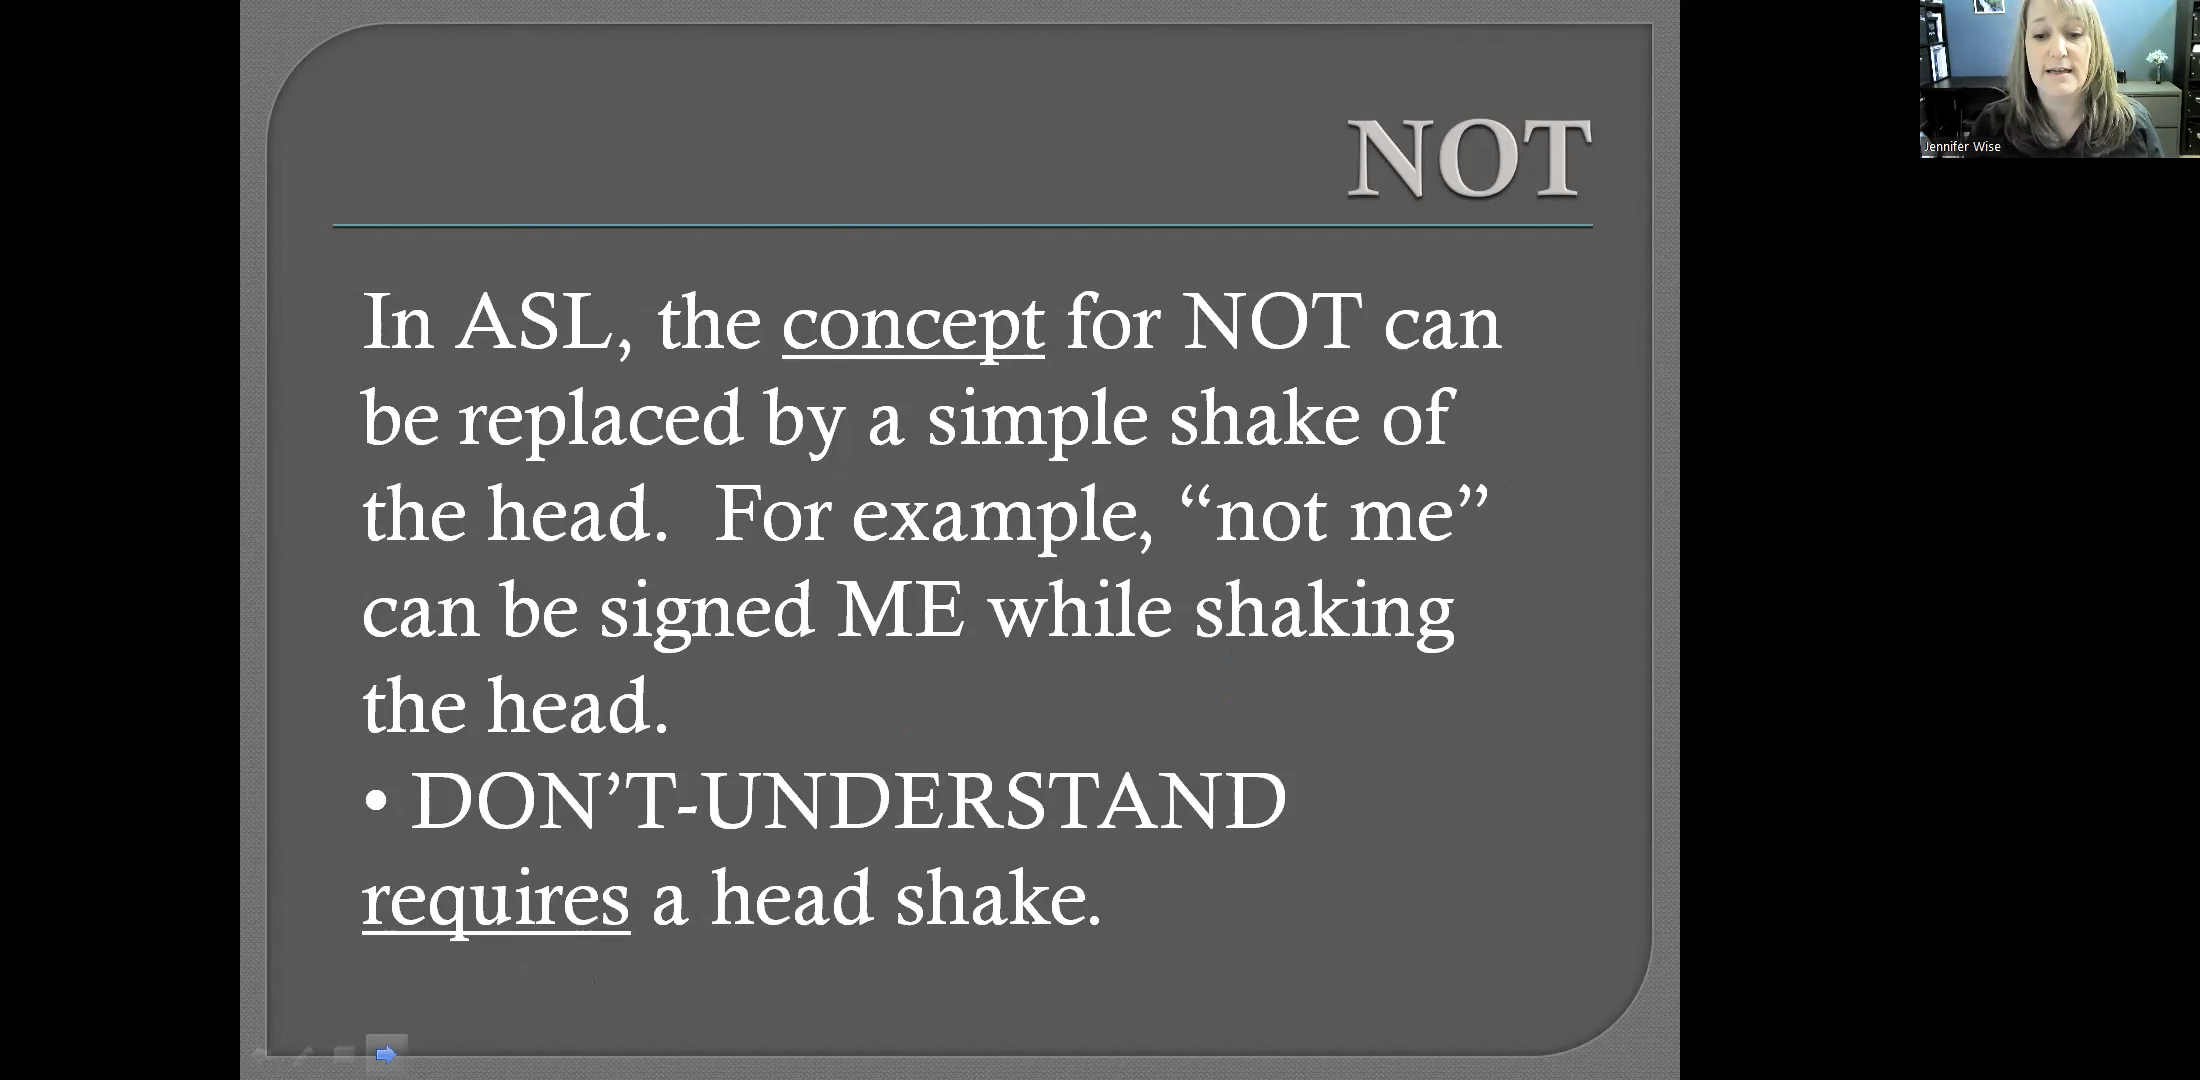 NOT
In ASL, the concept for NOT can
be replaced by a simple shake of
the head.  For example, “not me”
can be signed ME while shaking
the head.
• DON’T-UNDERSTAND
requires a head shake.
Jennifer Wise